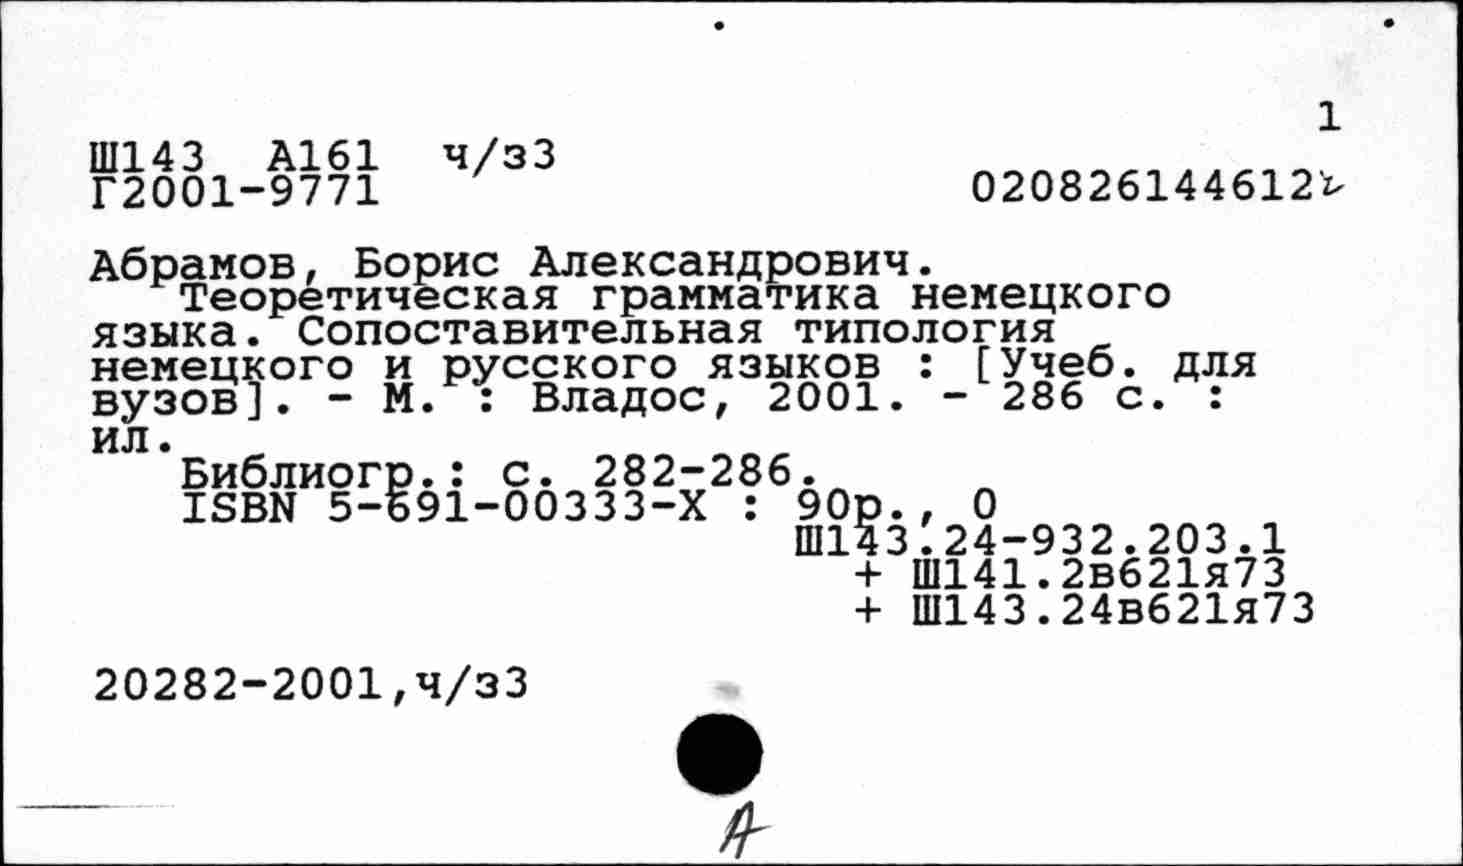 1
Ш143 А161 ч/з3
Г2001-9771
020826144612
Абрамов, Борис Александрович.
Теоретическая грамматика немецкого
языка. Сопоставительная типология
немецкого и русского языков : [Учеб. для
вузов]. - М. : Владос, 2001. - 286 с. :
ил.
Библиогр.: с. 282-286.
ISBN 5-691-00333-X : 90р., 0
Ш143.24-932.203.1
+ Ш141.2в621я73
+ Ш143.24в621я73
20282-2001,ч/з3
А